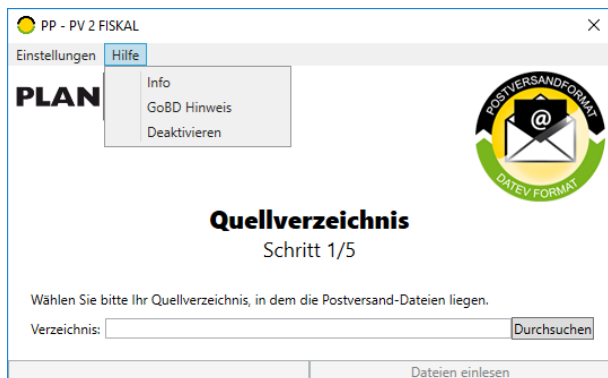 PP - PV 2 FISKAL
Einstellungen Hilfe
Info
GoBD Hinweis
Deaktivieren
PLAN
POSTVERSANDFORMAT
@
DATEV FORMAT
Quellverzeichnis
Schritt 1/5
Wählen Sie bitte Ihr Quellverzeichnis, in dem die Postversand-Dateien liegen.
Verzeichnis: Durchsuchen
Dateien einlesen